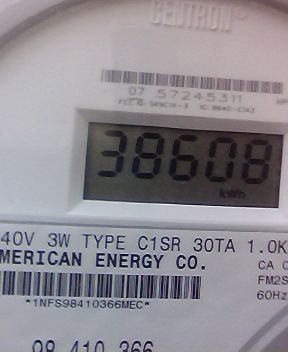 CENTRON®
07 57245311
38608
kWh
40V 3W TYPE C1SR 30TA 1.0K
MERICAN ENERGY CO.
CA 0
FM2S
60Hz
*1NFS98410366MEC*
98 410 366